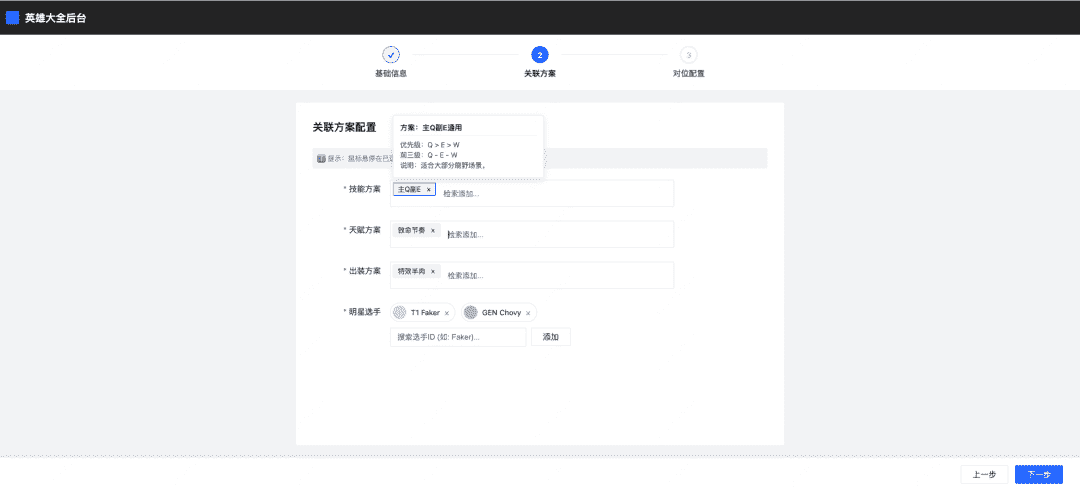 英雄大全后台
2
3
基础信息
关联方案
对位配置
关联方案配置
方案：主Q副E通用
优先级：Q > E > W
前三级：Q - E - W
说明：适合大部分
场景。
提示：鼠标悬停在已
* 技能方案
主Q副E ×
检索添加...
* 天赋方案
致命节奏 ×
检索添加...
* 出装方案
特效羊肉 ×
检索添加...
* 明星选手
T1 Faker ×
GEN Chovy ×
搜索选手ID (如: Faker)...
添加
上一步
下一步